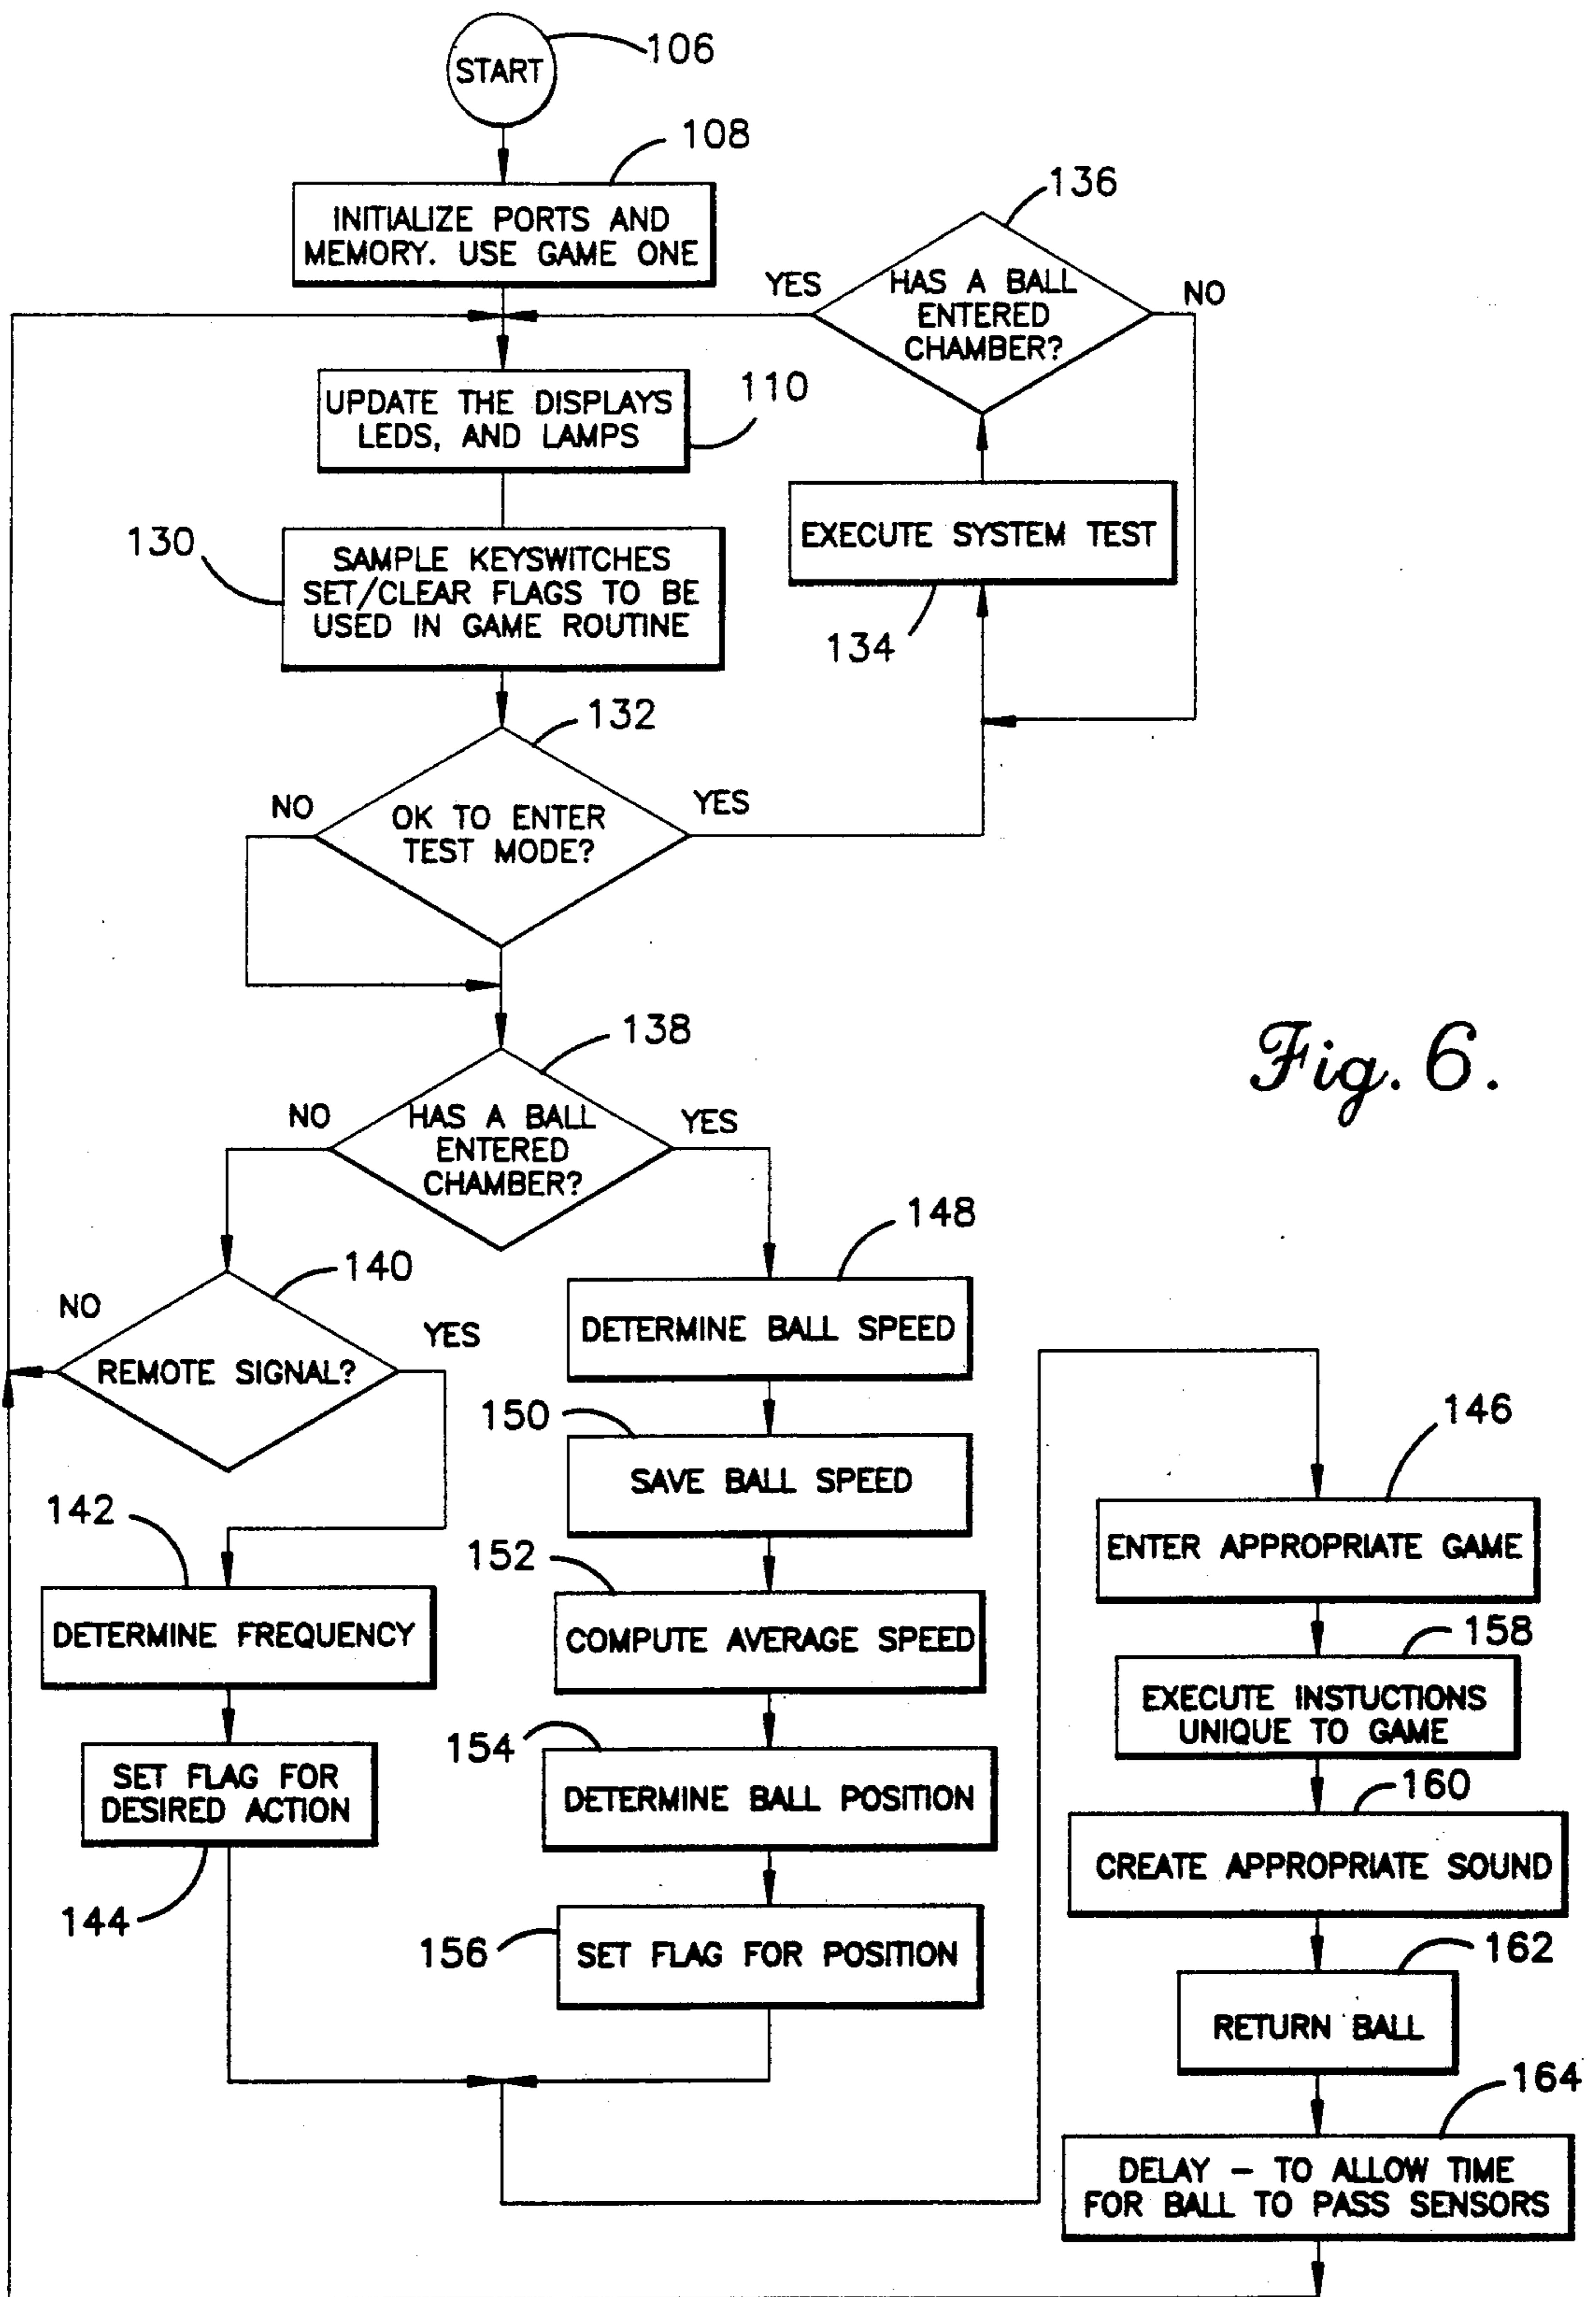 START
106
108
INITIALIZE PORTS AND
MEMORY. USE GAME ONE
136
YES
HAS A BALL
ENTERED
CHAMBER?
NO
UPDATE THE DISPLAYS
LEDS, AND LAMPS
110
EXECUTE SYSTEM TEST
134
130
SAMPLE KEYSWITCHES
SET/CLEAR FLAGS TO BE
USED IN GAME ROUTINE
132
NO
OK TO ENTER
TEST MODE?
YES
138
NO
HAS A BALL
ENTERED
CHAMBER?
YES
Fig. 6.
140
NO
REMOTE SIGNAL?
YES
148
DETERMINE BALL SPEED
150
SAVE BALL SPEED
142
DETERMINE FREQUENCY
152
COMPUTE AVERAGE SPEED
SET FLAG FOR
DESIRED ACTION
144
154
DETERMINE BALL POSITION
156
SET FLAG FOR POSITION
146
ENTER APPROPRIATE GAME
158
EXECUTE INSTUCTIONS
UNIQUE TO GAME
160
CREATE APPROPRIATE SOUND
162
RETURN BALL
164
DELAY – TO ALLOW TIME
FOR BALL TO PASS SENSORS